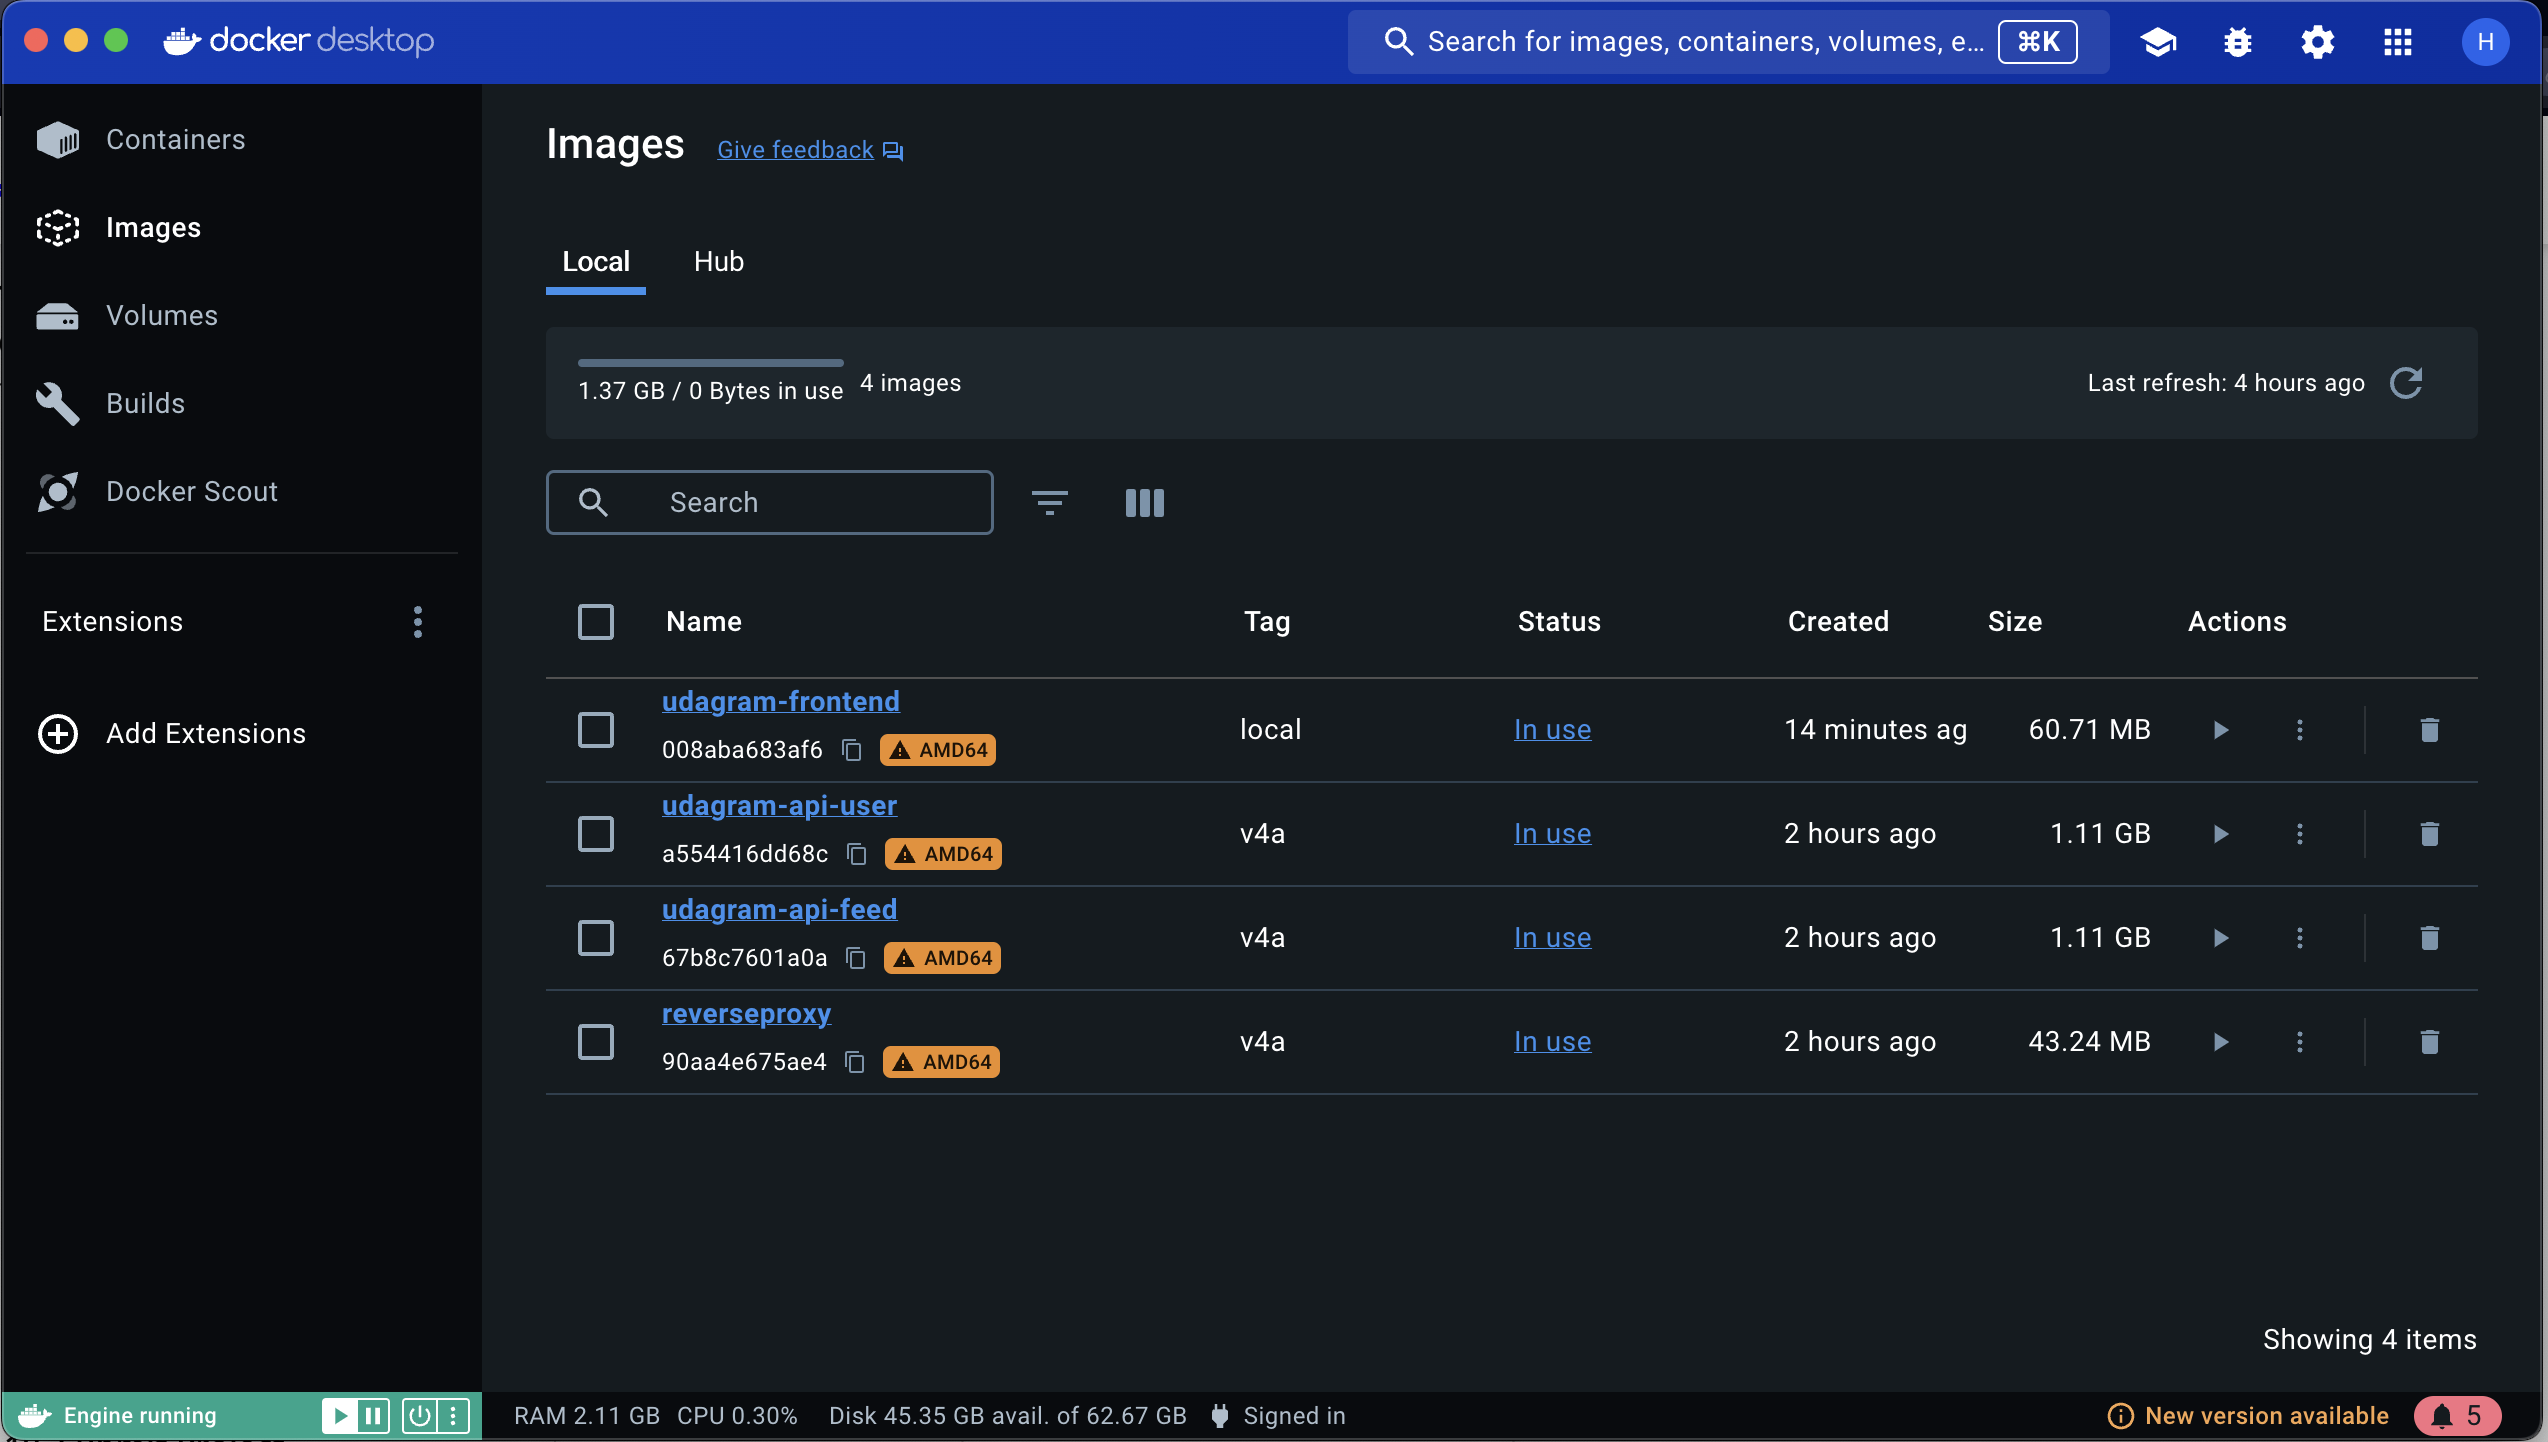 docker desktop
Search for images, containers, volumes, e... ⌘K
H
Containers
Images
Volumes
Builds
Docker Scout
Extensions
Add Extensions
Images Give feedback
Local Hub
1.37 GB / 0 Bytes in use 4 images Last refresh: 4 hours ago
Search
Name Tag Status Created Size Actions
udagram-frontend
008aba683af6 AMD64 local In use 14 minutes ag 60.71 MB
udagram-api-user
a554416dd68c AMD64 v4a In use 2 hours ago 1.11 GB
udagram-api-feed
67b8c7601a0a AMD64 v4a In use 2 hours ago 1.11 GB
reverseproxy
90aa4e675ae4 AMD64 v4a In use 2 hours ago 43.24 MB
Showing 4 items
Engine running RAM 2.11 GB CPU 0.30% Disk 45.35 GB avail. of 62.67 GB Signed in New version available 5